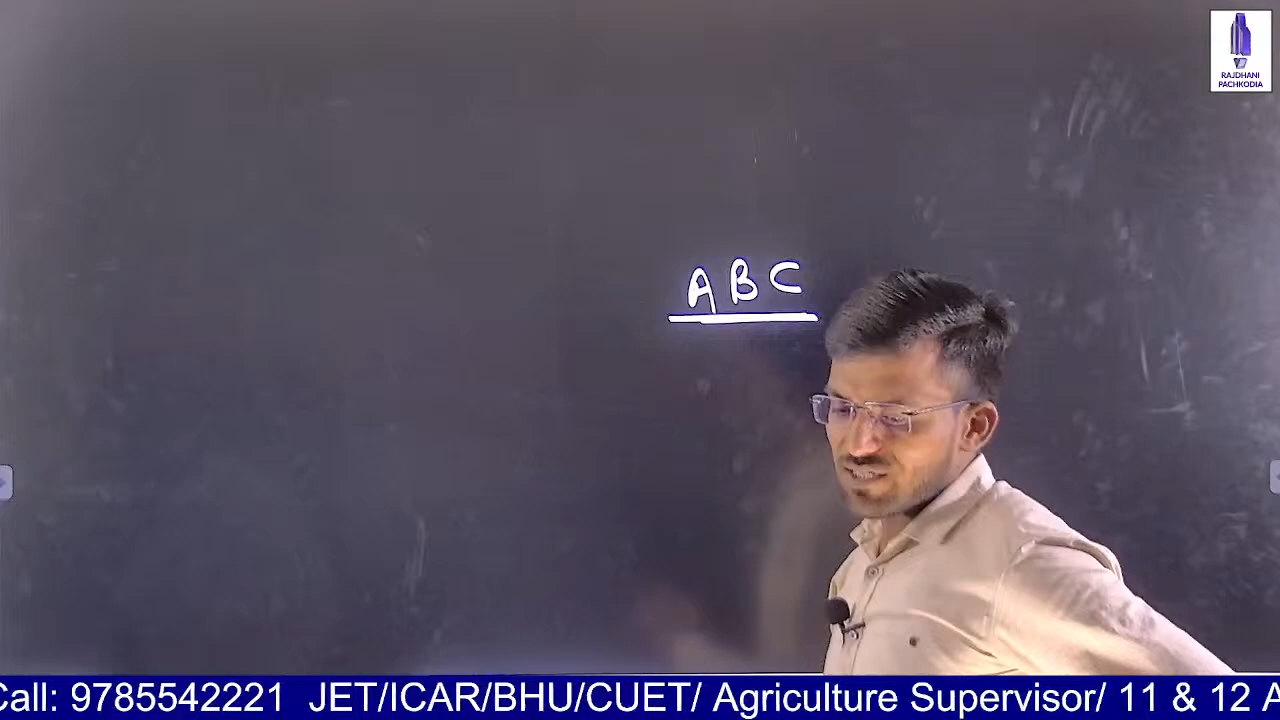 RAJDHANI
PACHKODIA
ABC
Call: 9785542221 JET/ICAR/BHU/CUET/ Agriculture Supervisor/ 11 & 12 A